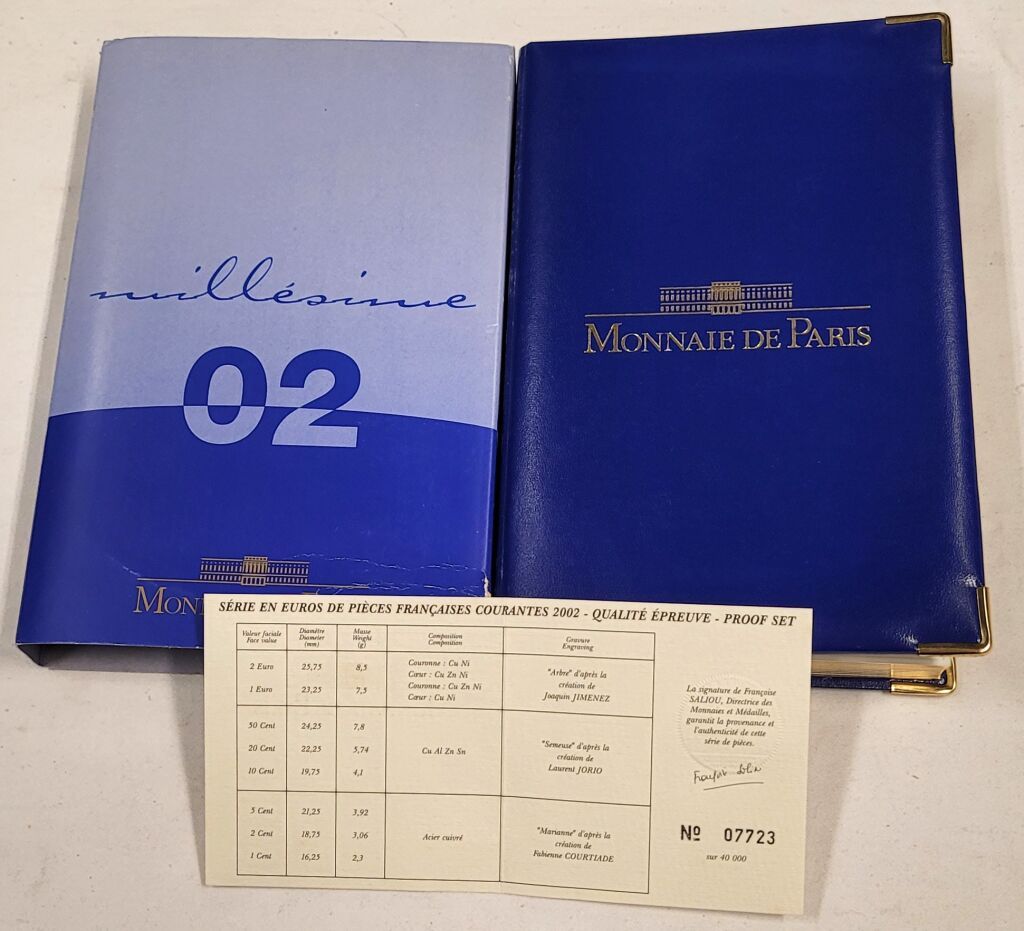 millésime
02
MON
MONNAIE DE PARIS
SÉRIE EN EUROS DE PIÈCES FRANÇAISES COURANTES 2002 - QUALITÉ ÉPREUVE - PROOF SET
Valeur faciale Diamètre Masse Composition Gravure
Face value Diameter Weight Composition Engraving
(mm) (g)
2 Euro 25,75 8,5 Couronne : Cu Ni
Cœur : Cu Zn Ni
1 Euro 23,25 7,5 Couronne : Cu Zn Ni
Cœur : Cu Ni
"Arbre" d'après la
création de
Joaquin JIMENEZ
50 Cent 24,25 7,8
20 Cent 22,25 5,74 Cu Al Zn Sn
10 Cent 19,75 4,1
"Semeuse" d'après la
création de
Laurent JORIO
5 Cent 21,25 3,92
2 Cent 18,75 3,06 Acier cuivré
1 Cent 16,25 2,3
"Marianne" d'après la
création de
Fabienne COURTIADE
La signature de Françoise
SALIOU, Directrice des
Monnaies et Médailles,
garantit la provenance et
l'authenticité de cette
série de pièces.
Nº 07723
sur 40 000